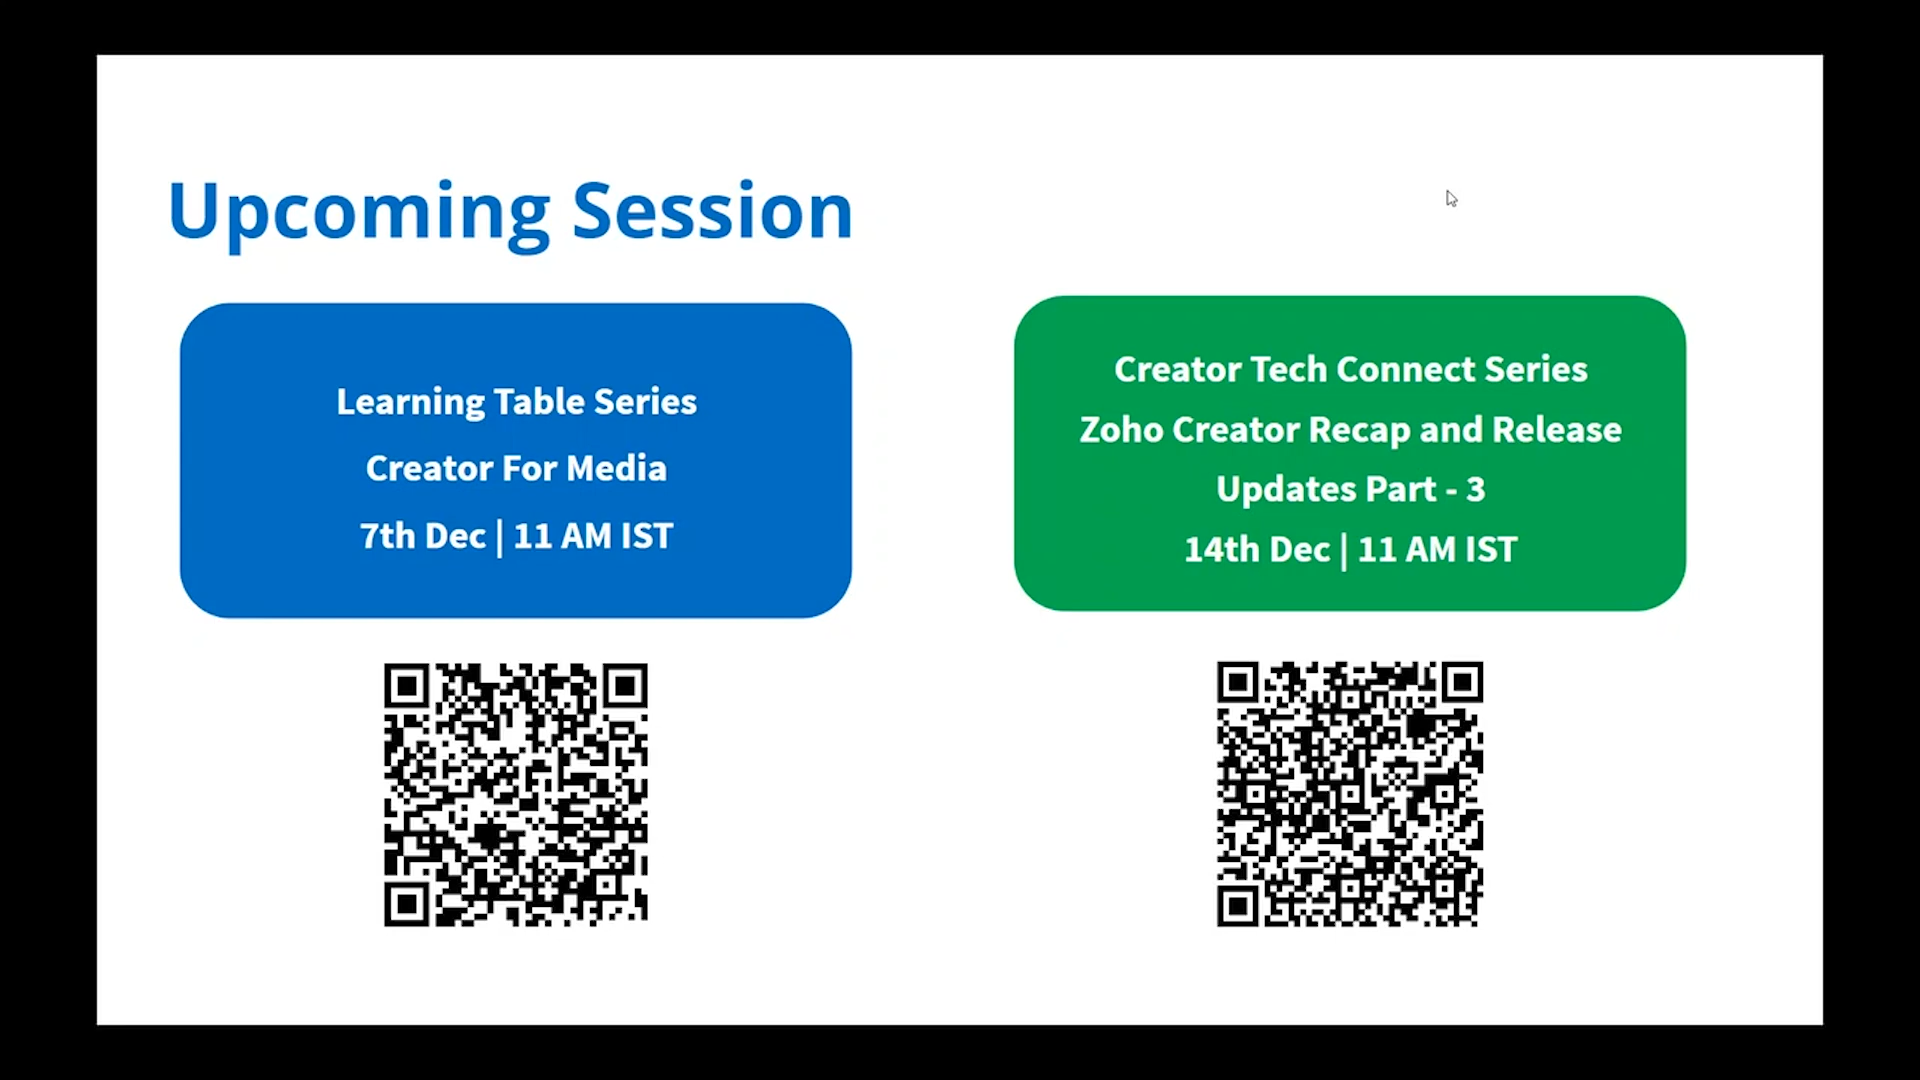 Upcoming Session
Learning Table Series
Creator For Media
7th Dec | 11 AM IST
Creator Tech Connect Series
Zoho Creator Recap and Release
Updates Part - 3
14th Dec | 11 AM IST